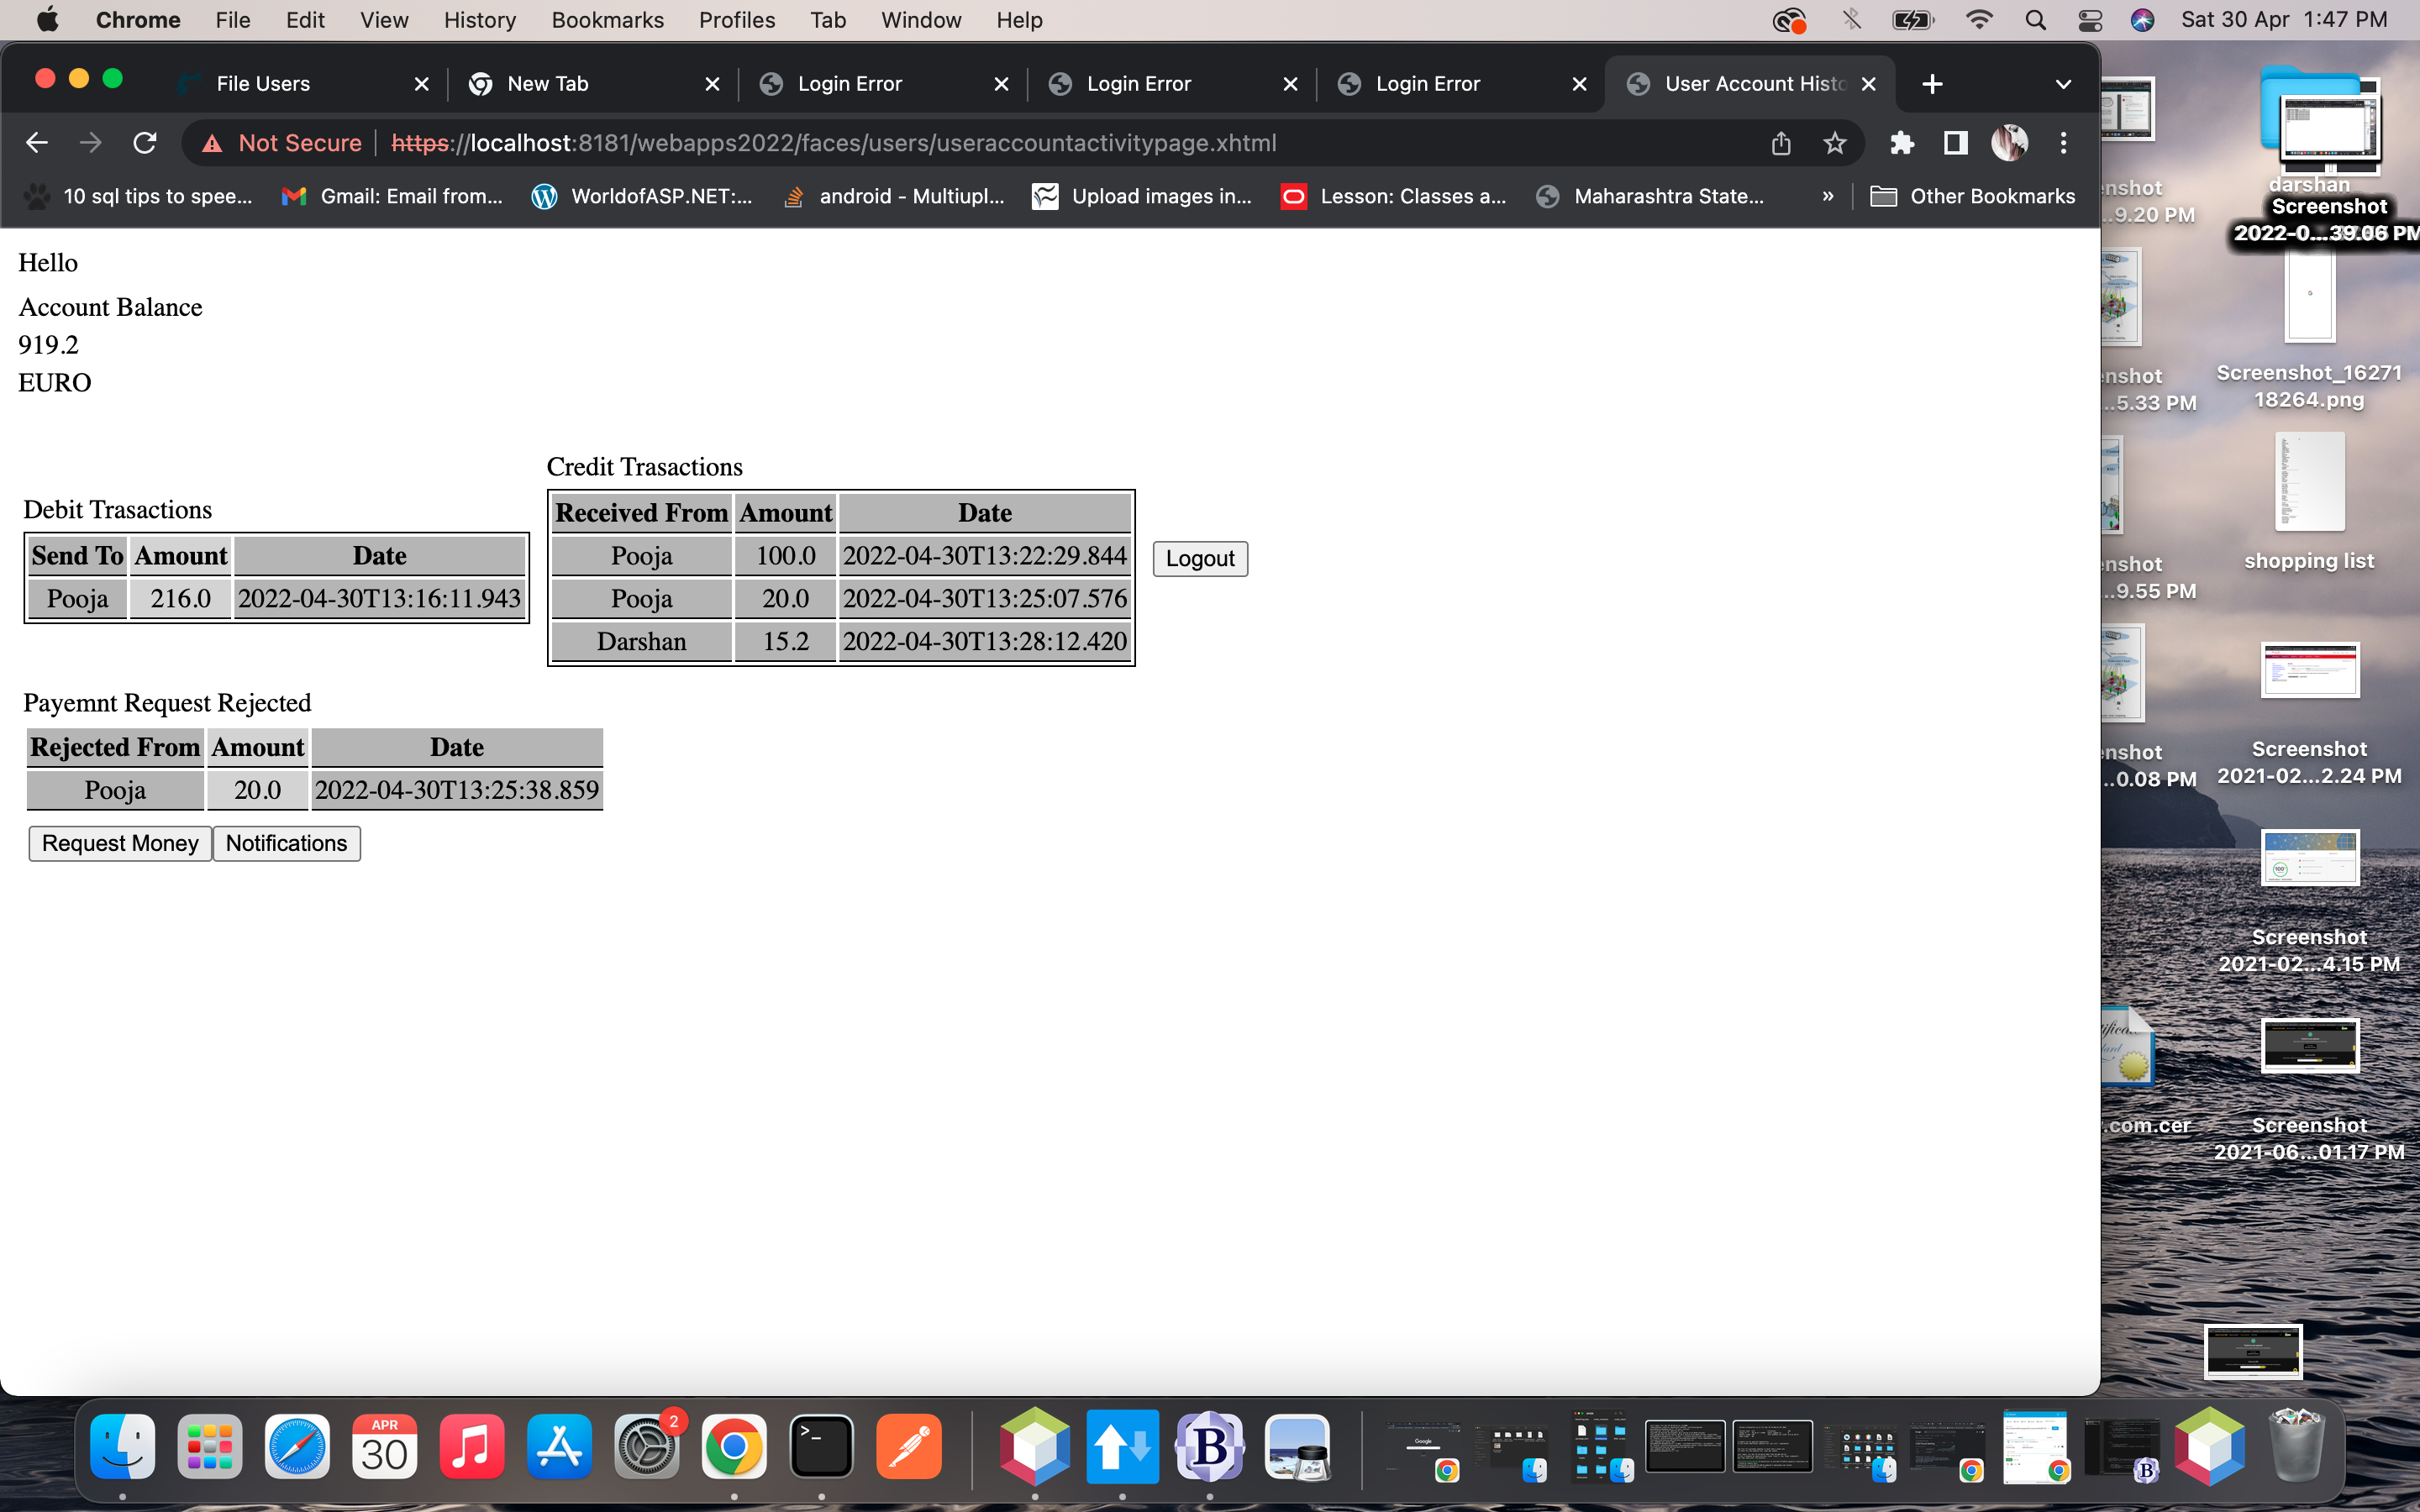 Chrome File Edit View History Bookmarks Profiles Tab Window Help Sat 30 Apr 1:47 PM
File Users New Tab Login Error Login Error Login Error User Account Histo
Not Secure https://localhost:8181/webapps2022/faces/users/useraccountactivitypage.xhtml
10 sql tips to spee... Gmail: Email from... WorldofASP.NET:... android - Multiupl... Upload images in... Lesson: Classes a... Maharashtra State... » Other Bookmarks
Hello
Account Balance
919.2
EURO
Debit Trasactions
Send To Amount Date
Pooja 216.0 2022-04-30T13:16:11.943
Credit Trasactions
Received From Amount Date
Pooja 100.0 2022-04-30T13:22:29.844
Pooja 20.0 2022-04-30T13:25:07.576
Darshan 15.2 2022-04-30T13:28:12.420
Logout
Payemnt Request Rejected
Rejected From Amount Date
Pooja 20.0 2022-04-30T13:25:38.859
Request Money Notifications
darshan
Screenshot
nshot
..9.20 PM
Screenshot_16271
18264.png
nshot
..5.33 PM
shopping list
nshot
..9.55 PM
Screenshot
2021-02...2.24 PM
nshot
..0.08 PM
Screenshot
2021-02...4.15 PM
.com.cer
Screenshot
2021-06...01.17 PM
APR
30
2